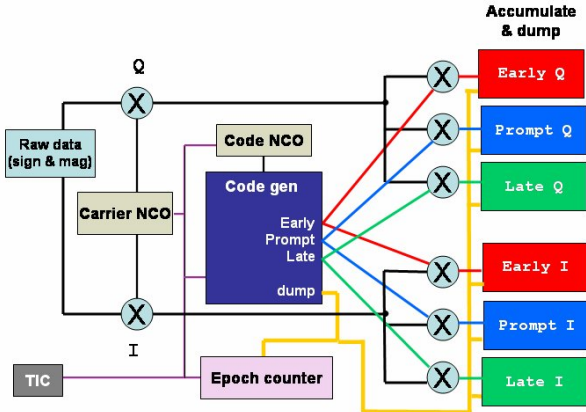 Accumulate
& dump
Q
X
X
Early Q
Raw data
(sign & mag)
Code NCO
X
Prompt Q
Code gen
X
Late Q
Carrier NCO
Early
Prompt
Late
X
Early I
dump
X
X
Prompt I
I
TIC
Epoch counter
X
Late I